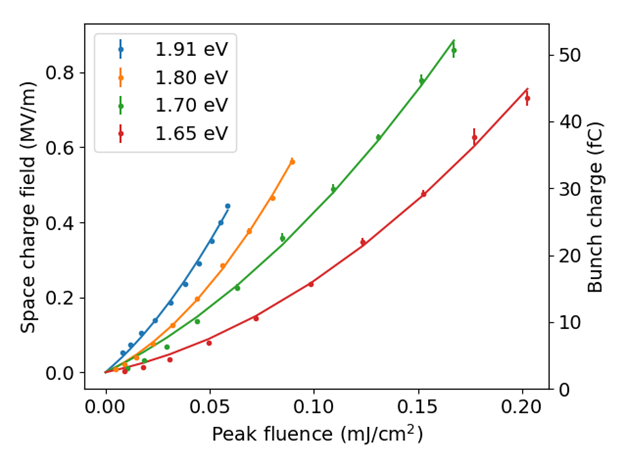 1.91 eV
1.80 eV
1.70 eV
1.65 eV
Space charge field (MV/m)
0.8
0.6
0.4
0.2
0.0
0.00 0.05 0.10 0.15 0.20
Peak fluence (mJ/cm²)
50
40
30
20
10
0
Bunch charge (fC)